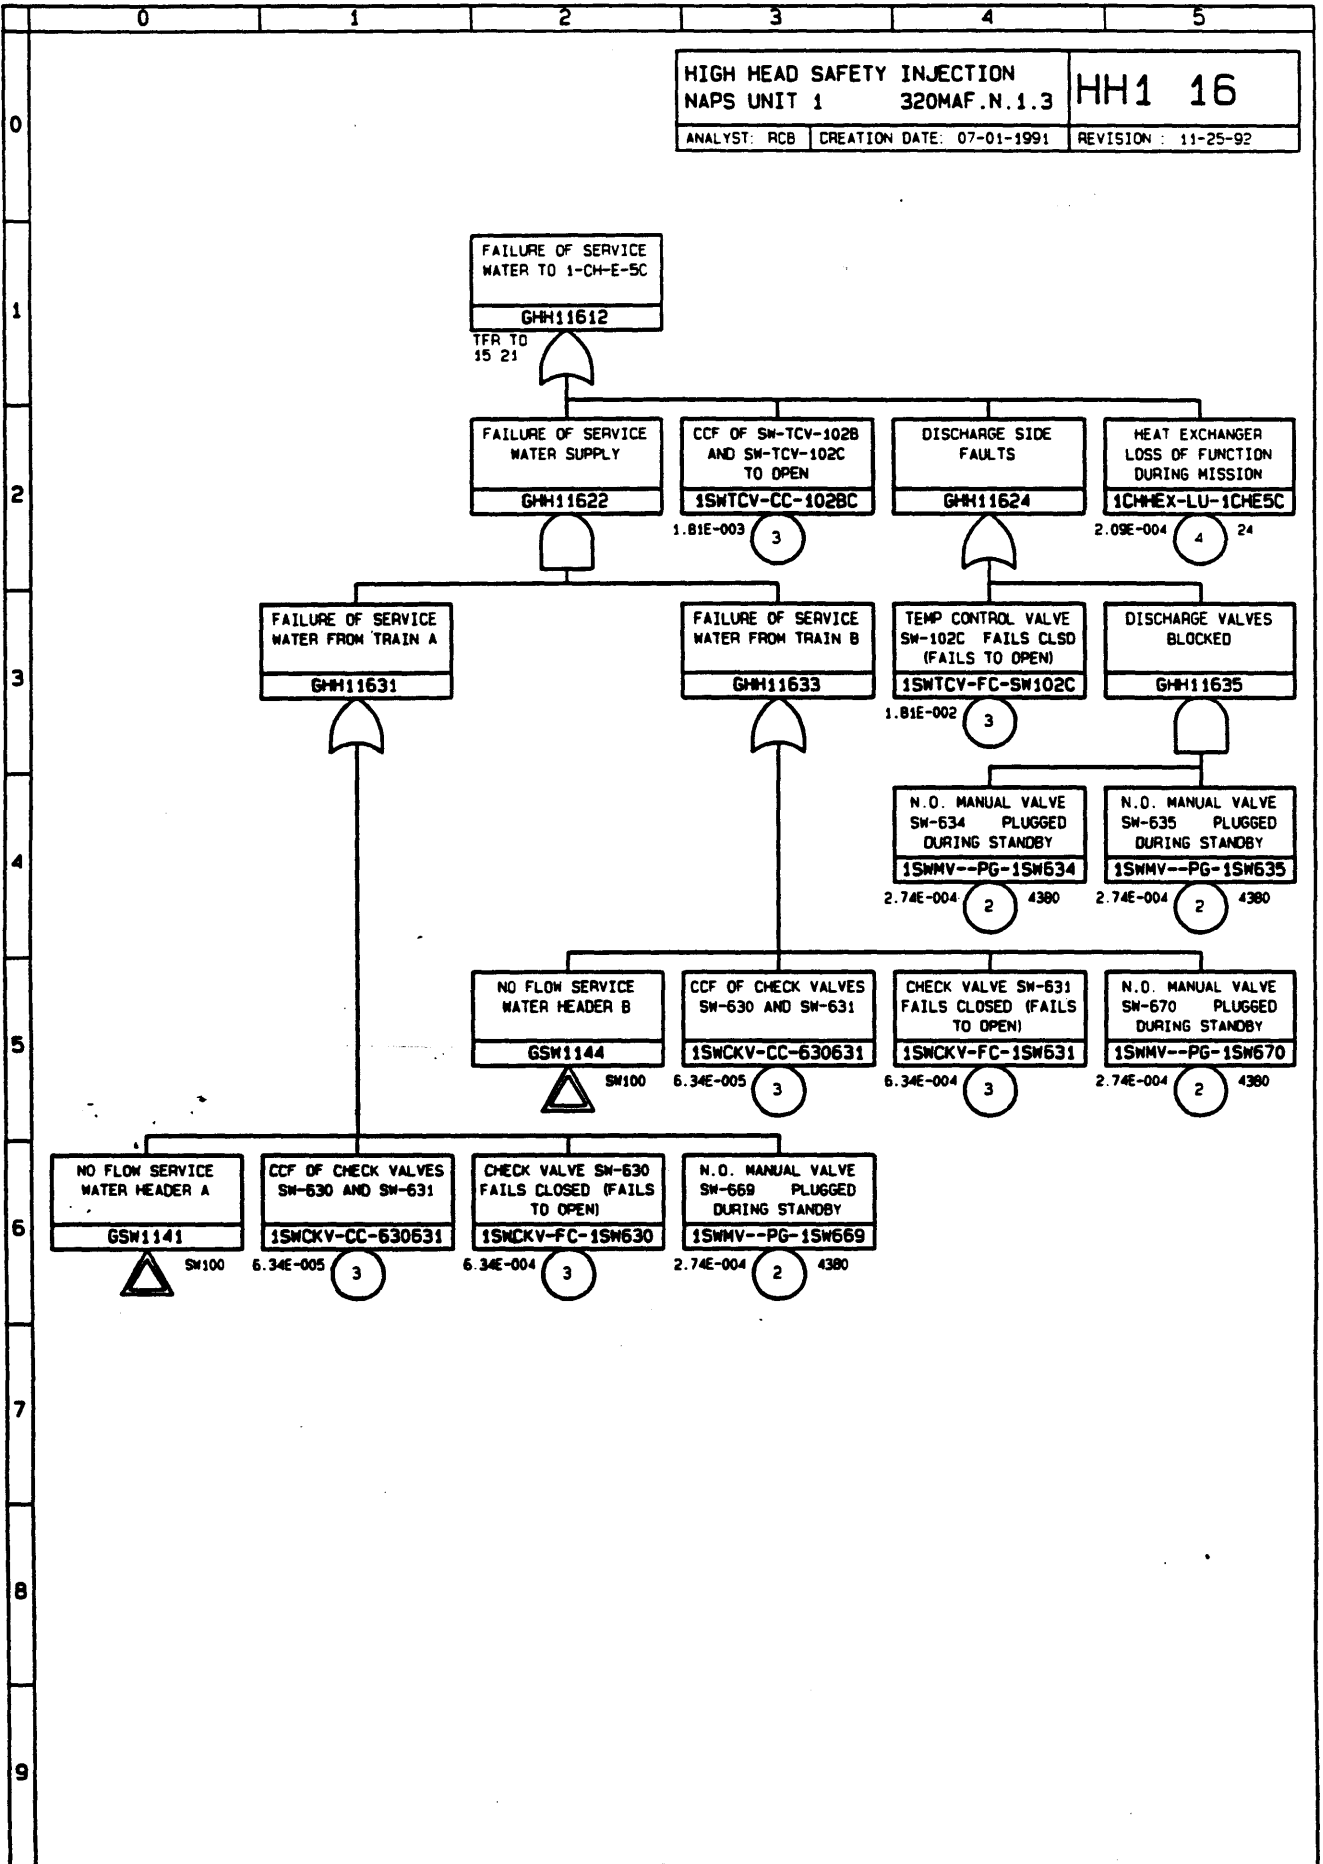 0 1 2 3 4 5
HIGH HEAD SAFETY INJECTION
NAPS UNIT 1 320MAF.N.1.3
HH1 16
ANALYST: RCB CREATION DATE: 07-01-1991 REVISION : 11-25-92
0
FAILURE OF SERVICE
WATER TO 1-CH-E-5C
GHH11612
TFR TO
15 21
1
FAILURE OF SERVICE
WATER SUPPLY
GHH11622
CCF OF SW-TCV-102B
AND SW-TCV-102C
TO OPEN
1SWTCV-CC-102BC
1.81E-003 3
DISCHARGE SIDE
FAULTS
GHH11624
HEAT EXCHANGER
LOSS OF FUNCTION
DURING MISSION
1CHHEX-LU-1CHE5C
2.09E-004 4 24
2
FAILURE OF SERVICE
WATER FROM TRAIN A
GHH11631
FAILURE OF SERVICE
WATER FROM TRAIN B
GHH11633
TEMP CONTROL VALVE
SW-102C FAILS CLSD
(FAILS TO OPEN)
1SWTCV-FC-SW102C
1.81E-002 3
DISCHARGE VALVES
BLOCKED
GHH11635
3
N.O. MANUAL VALVE
SW-634 PLUGGED
DURING STANDBY
1SWMV--PG-1SW634
2.74E-004 2 4380
N.O. MANUAL VALVE
SW-635 PLUGGED
DURING STANDBY
1SWMV--PG-1SW635
2.74E-004 2 4380
4
NO FLOW SERVICE
WATER HEADER B
GSW1144
SW100
CCF OF CHECK VALVES
SW-630 AND SW-631
1SWCKV-CC-630631
6.34E-005 3
CHECK VALVE SW-631
FAILS CLOSED (FAILS
TO OPEN)
1SWCKV-FC-1SW631
6.34E-004 3
N.O. MANUAL VALVE
SW-670 PLUGGED
DURING STANDBY
1SWMV--PG-1SW670
2.74E-004 2 4380
5
NO FLOW SERVICE
WATER HEADER A
GSW1141
SW100
CCF OF CHECK VALVES
SW-630 AND SW-631
1SWCKV-CC-630631
6.34E-005 3
CHECK VALVE SW-630
FAILS CLOSED (FAILS
TO OPEN)
1SWCKV-FC-1SW630
6.34E-004 3
N.O. MANUAL VALVE
SW-669 PLUGGED
DURING STANDBY
1SWMV--PG-1SW669
2.74E-004 2 4380
6
7
8
9